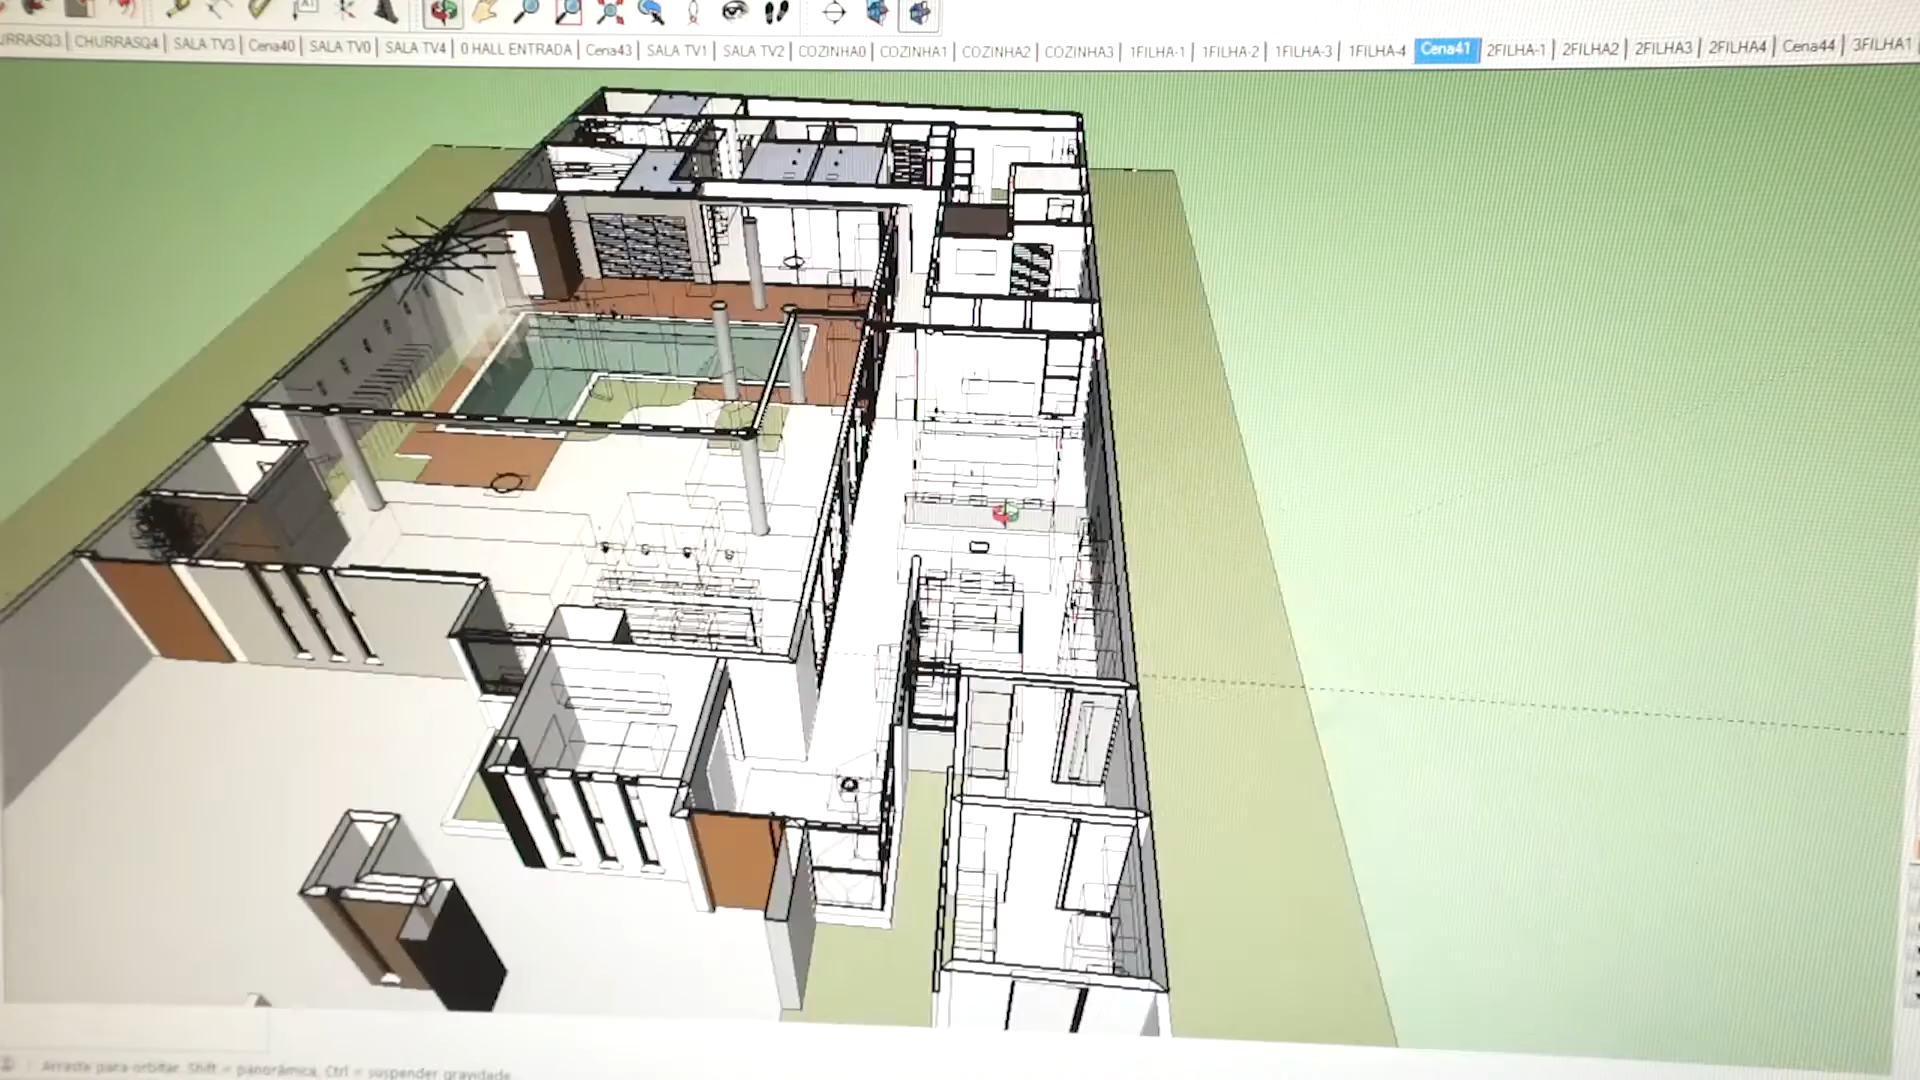 CHURRASQ4 SALA TV3 Cena40 SALA TV0 SALA TV4 0 HALL ENTRADA Cena43 SALA TV1 SALA TV2 COZINHA0 COZINHA1 COZINHA2 COZINHA3 1FILHA-1 1FILHA-2 1FILHA-3 1FILHA-4 Cena41 2FILHA-1 2FILHA2 2FILHA3 2FILHA4 Cena44 3FILHA1
Arraste para orbitar. Shift = panorâmica, Ctrl = suspender gravidade